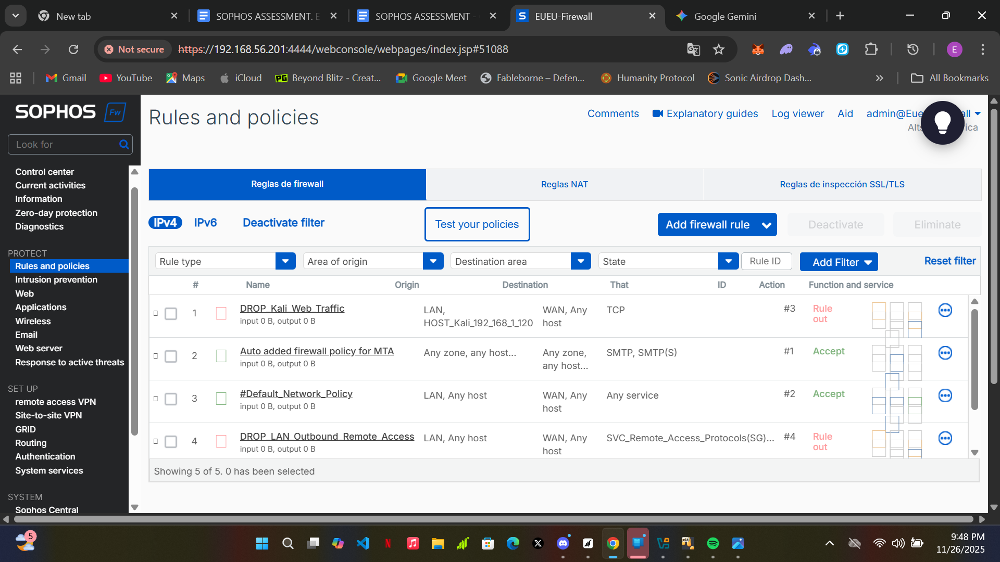 New tab
SOPHOS ASSESSMENT. E
SOPHOS ASSESSMENT -
EUEU-Firewall
Google Gemini
Not secure
https://192.168.56.201:4444/webconsole/webpages/index.jsp#51088
E
Gmail
YouTube
Maps
iCloud
Beyond Blitz - Creat...
Google Meet
Fableborne – Defen...
Humanity Protocol
Sonic Airdrop Dash...
All Bookmarks
SOPHOS Fw
Look for
Control center
Current activities
Information
Zero-day protection
Diagnostics
PROTECT
Rules and policies
Intrusion prevention
Web
Applications
Wireless
Email
Web server
Response to active threats
SET UP
remote access VPN
Site-to-site VPN
GRID
Routing
Authentication
System services
SYSTEM
Sophos Central
Rules and policies
Comments
Explanatory guides
Log viewer
Aid
Reglas de firewall
Reglas NAT
Reglas de inspección SSL/TLS
IPv4
IPv6
Deactivate filter
Test your policies
Add firewall rule
Deactivate
Eliminate
Rule type
Area of origin
Destination area
State
Rule ID
Add Filter
Reset filter
# Name Origin Destination That ID Action Function and service
1 DROP_Kali_Web_Traffic LAN, WAN, Any TCP #3 Rule
input 0 B, output 0 B HOST_Kali_192_168_1_120 host out
2 Auto added firewall policy for MTA Any zone, any host... Any zone, SMTP, SMTP(S) #1 Accept
input 0 B, output 0 B any host...
3 #Default_Network_Policy LAN, Any host WAN, Any Any service #2 Accept
input 0 B, output 0 B host
4 DROP_LAN_Outbound_Remote_Access LAN, Any host WAN, Any SVC_Remote_Access_Protocols(SG)... #4 Rule
input 0 B, output 0 B host out
Showing 5 of 5. 0 has been selected
5
9:48 PM
11/26/2025